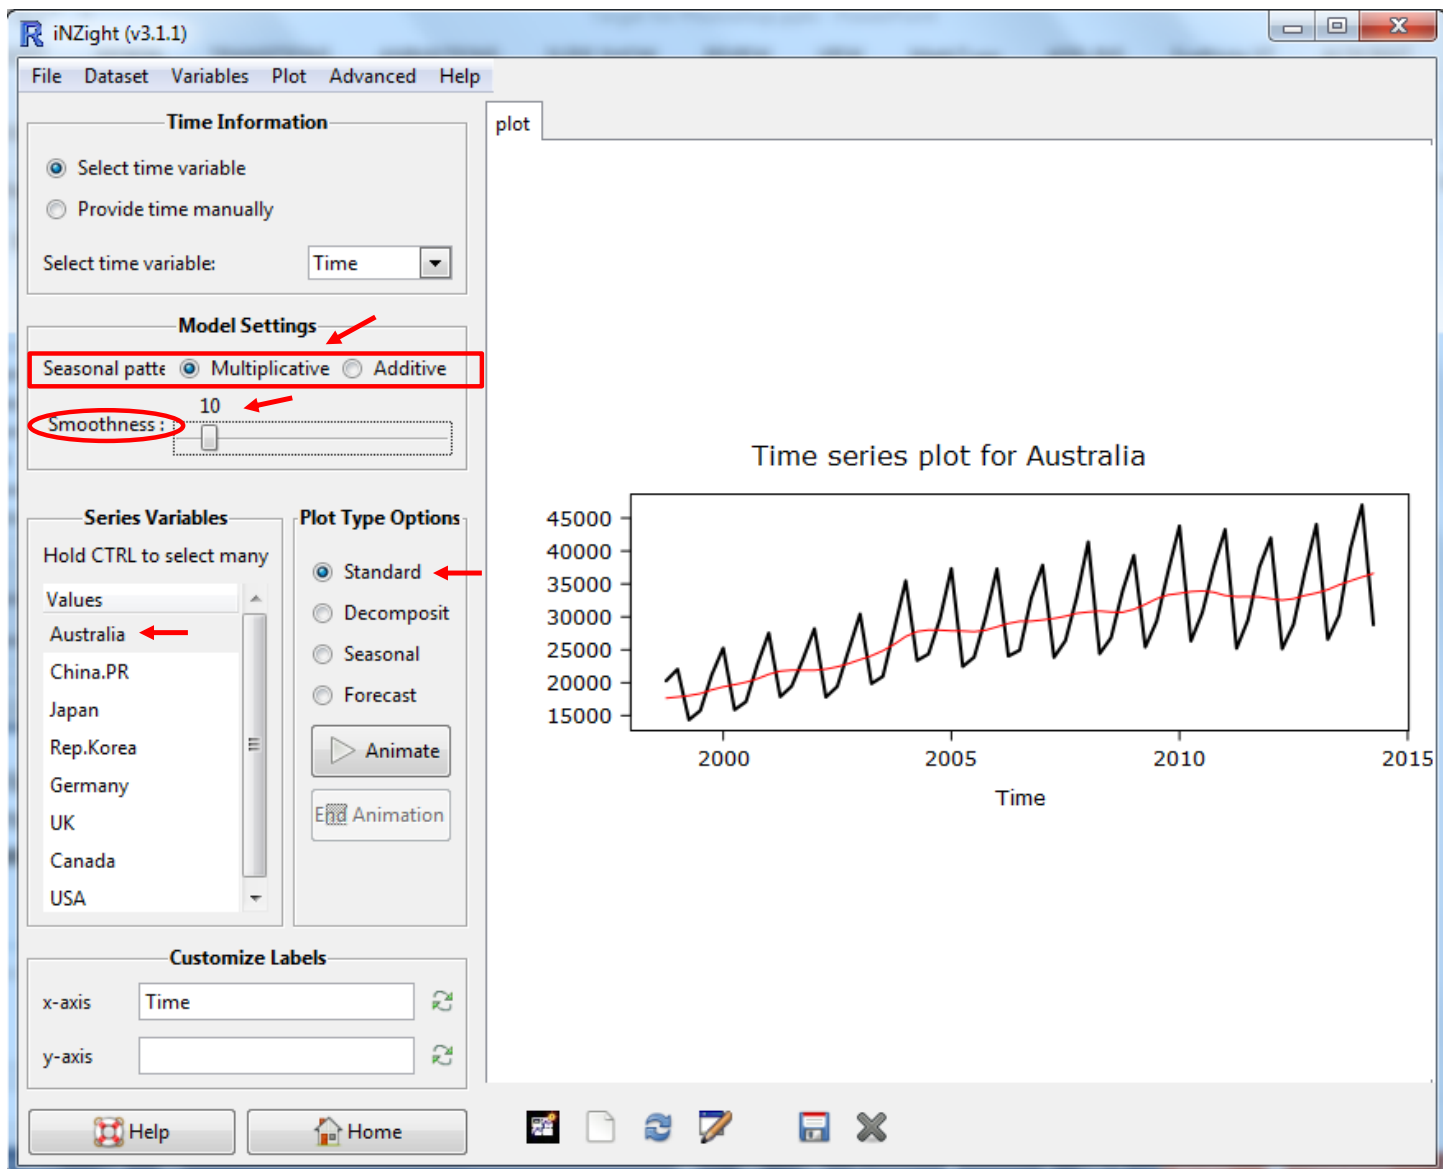 iNZight (v3.1.1)
File Dataset Variables Plot Advanced Help
Time Information
Select time variable
Provide time manually
Select time variable: Time
Model Settings
Seasonal patte Multiplicative Additive
10
Smoothness :
Series Variables
Hold CTRL to select many
Values
Australia
China.PR
Japan
Rep.Korea
Germany
UK
Canada
USA
Plot Type Options
Standard
Decomposit
Seasonal
Forecast
Animate
End Animation
Customize Labels
x-axis Time
y-axis
Help Home
plot
Time series plot for Australia
45000
40000
35000
30000
25000
20000
15000
2000 2005 2010 2015
Time